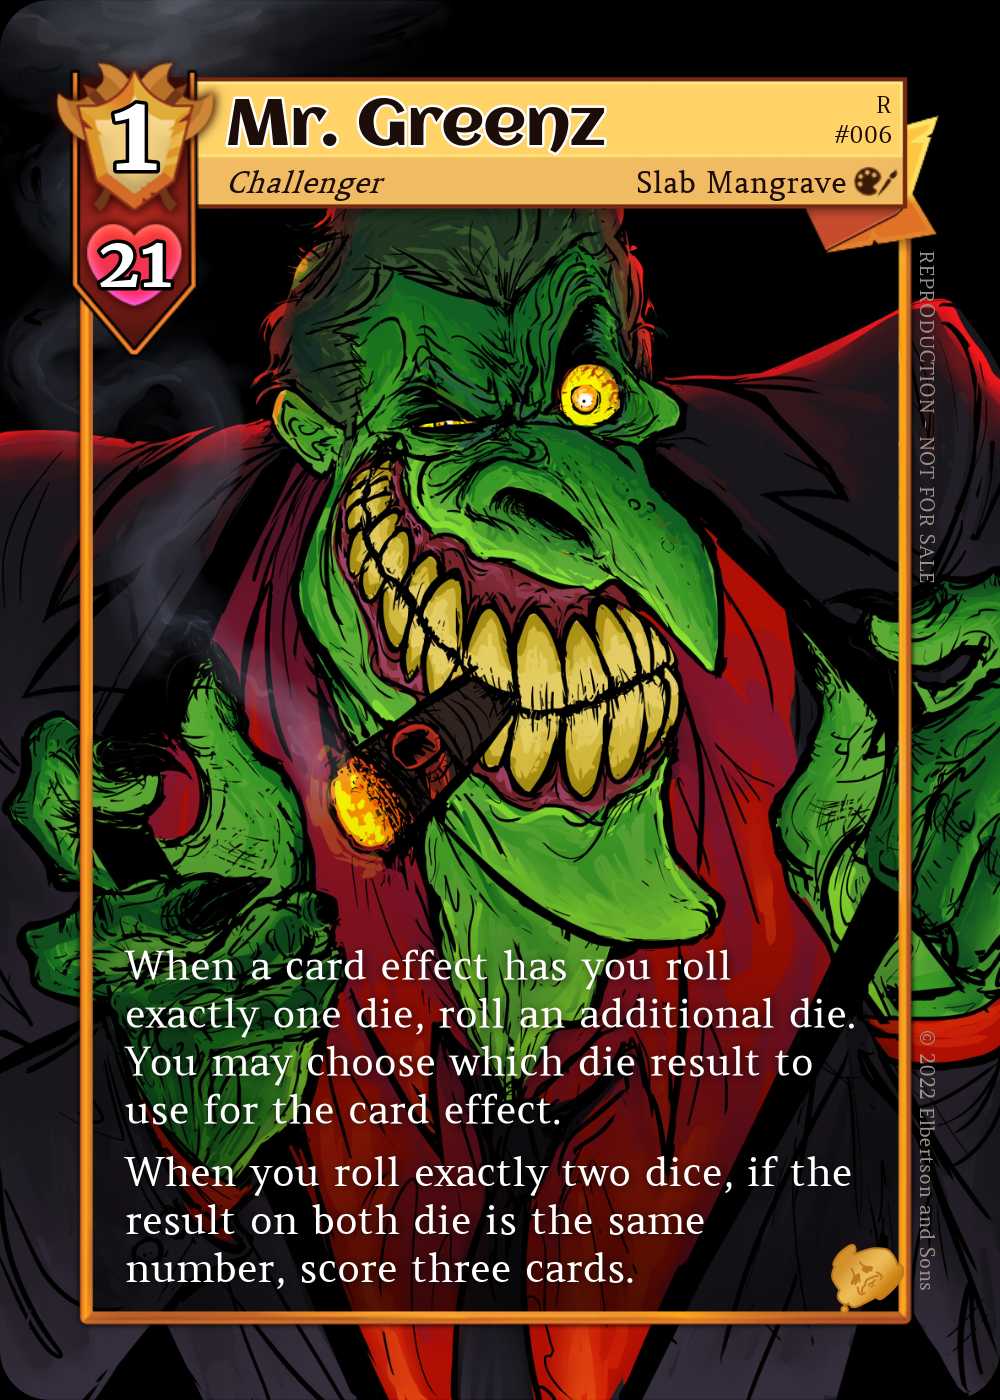 1
Mr. Greenz
R
#006
21
Challenger
Slab Mangrave
REPRODUCTION - NOT FOR SALE
When a card effect has you roll
exactly one die, roll an additional die.
You may choose which die result to
use for the card effect.
When you roll exactly two dice, if the
result on both die is the same
number, score three cards.
© 2022 Elbertson and Sons